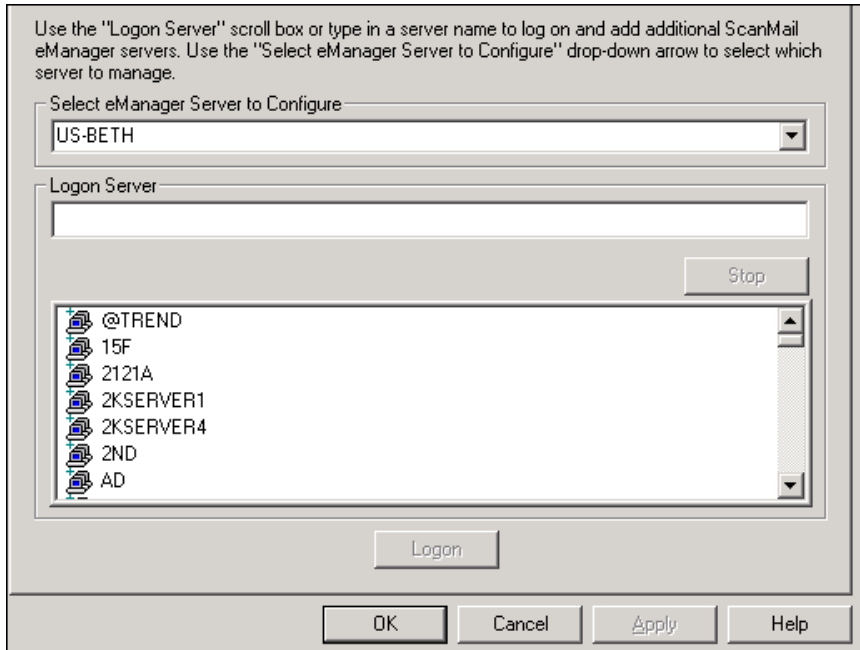 Use the "Logon Server" scroll box or type in a server name to log on and add additional ScanMail
eManager servers. Use the "Select eManager Server to Configure" drop-down arrow to select which
server to manage.
Select eManager Server to Configure
US-BETH
Logon Server
Stop
@TREND
15F
2121A
2KSERVER1
2KSERVER4
2ND
AD
Logon
OK Cancel Apply Help